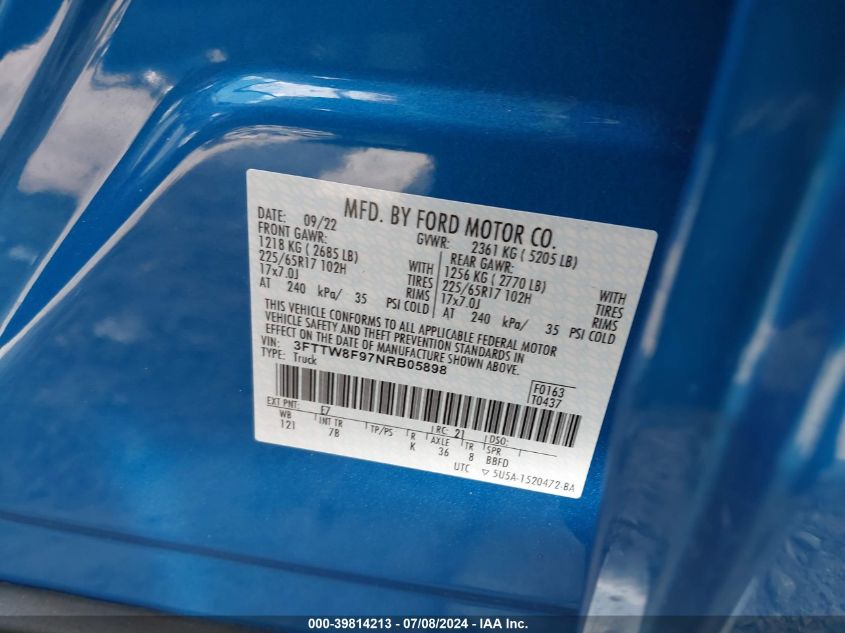 MFD. BY FORD MOTOR CO.
DATE: 09/22 GVWR: 2361 KG ( 5205 LB)
FRONT GAWR: REAR GAWR:
1218 KG ( 2685 LB) WITH 1256 KG ( 2770 LB) WITH
225/65R17 102H TIRES 225/65R17 102H TIRES
17x7.0J RIMS 17x7.0J RIMS
AT 240 kPa/ 35 PSI COLD AT 240 kPa/ 35 PSI COLD
THIS VEHICLE CONFORMS TO ALL APPLICABLE FEDERAL MOTOR
VEHICLE SAFETY AND THEFT PREVENTION STANDARDS IN
EFFECT ON THE DATE OF MANUFACTURE SHOWN ABOVE.
VIN: 3FTTW8F97NRB05898
TYPE: Truck
F0163
T0437
EXT PNT: E7 RC: 21 DSO:
WB INT TR TP/PS R AXLE TR SPR
121 7B K 36 8 BBFD
UTC ▽ 5U5A-1520472-BA
000-39814213 - 07/08/2024 - IAA Inc.